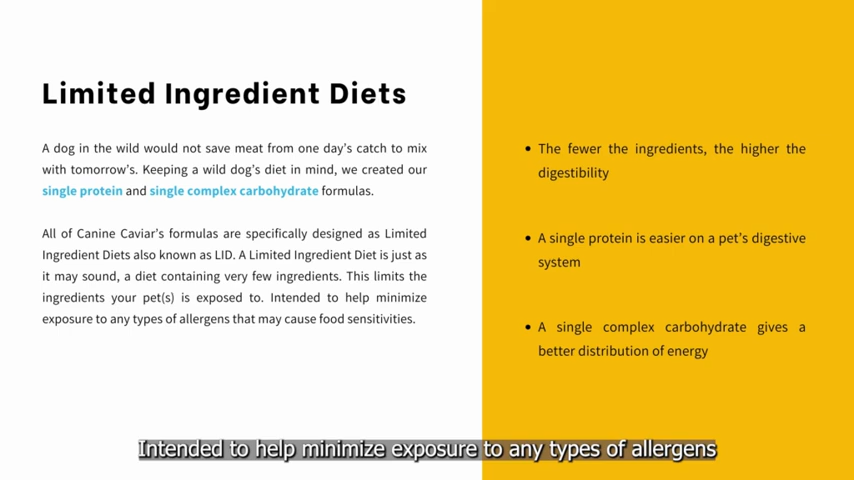 Limited Ingredient Diets
A dog in the wild would not save meat from one day's catch to mix
with tomorrow's. Keeping a wild dog's diet in mind, we created our
single protein and single complex carbohydrate formulas.
All of Canine Caviar's formulas are specifically designed as Limited
Ingredient Diets also known as LID. A Limited Ingredient Diet is just as
it may sound, a diet containing very few ingredients. This limits the
ingredients your pet(s) is exposed to. Intended to help minimize
exposure to any types of allergens that may cause food sensitivities.
• The fewer the ingredients, the higher the
digestibility
• A single protein is easier on a pet's digestive
system
• A single complex carbohydrate gives a
better distribution of energy
Intended to help minimize exposure to any types of allergens